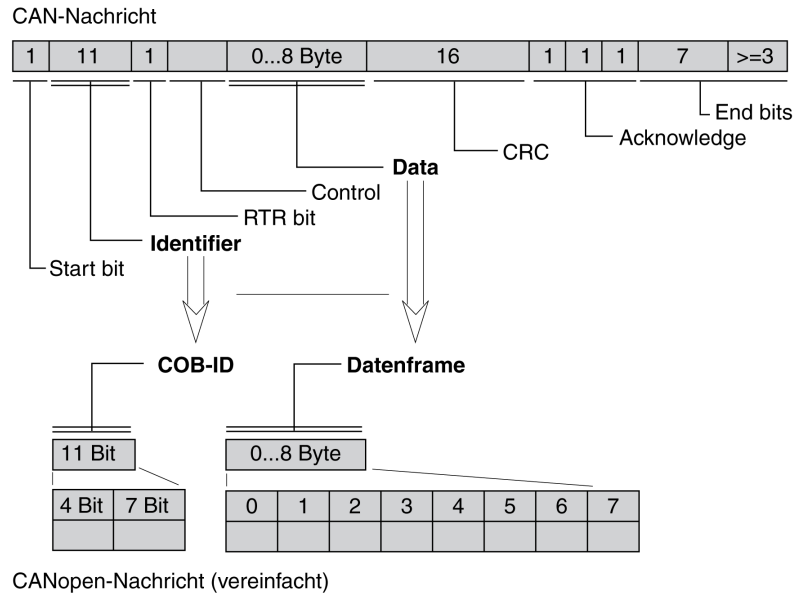 CAN-Nachricht
1 11 1 0...8 Byte 16 1 1 1 7 >=3
End bits
Acknowledge
CRC
Data
Control
RTR bit
Identifier
Start bit
COB-ID Datenframe
11 Bit 0...8 Byte
4 Bit 7 Bit 0 1 2 3 4 5 6 7
CANopen-Nachricht (vereinfacht)